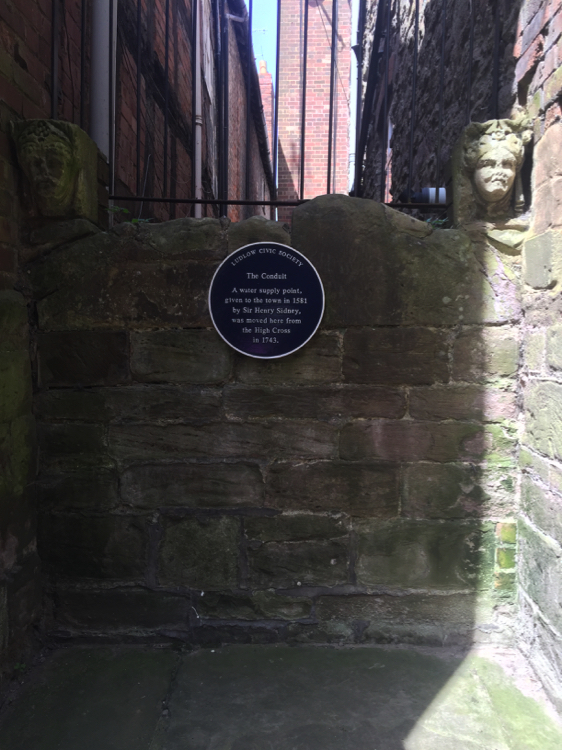 LUDLOW CIVIC SOCIETY
The Conduit
A water supply point,
given to the town in 1581
by Sir Henry Sidney,
was moved here from
the High Cross
in 1743.